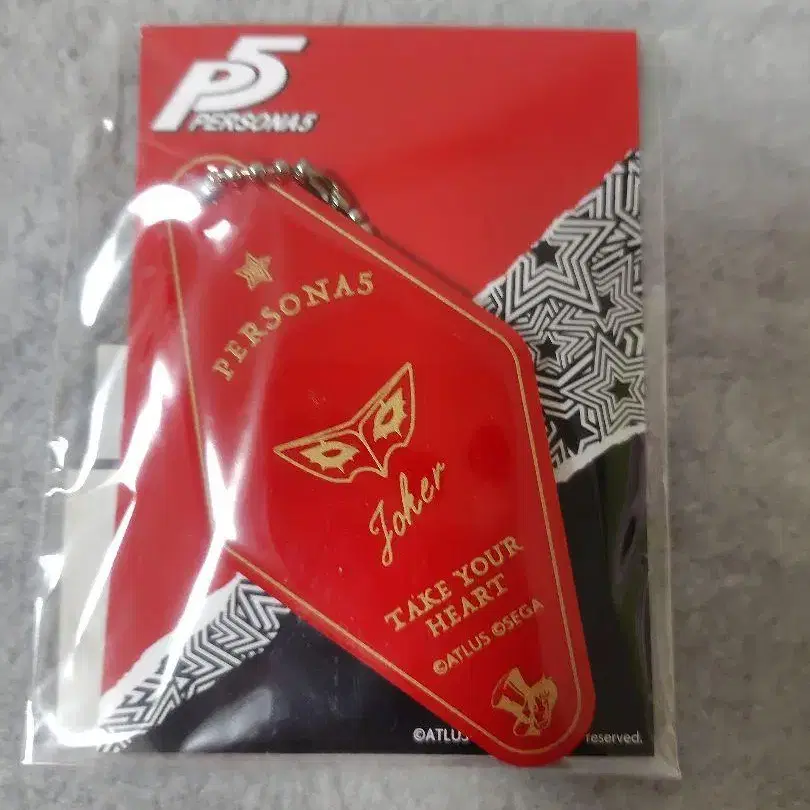 P5
PERSONA5
PERSONA5
Joker
TAKE YOUR
HEART
©ATLUS ©SEGA
©ATLUS reserved.